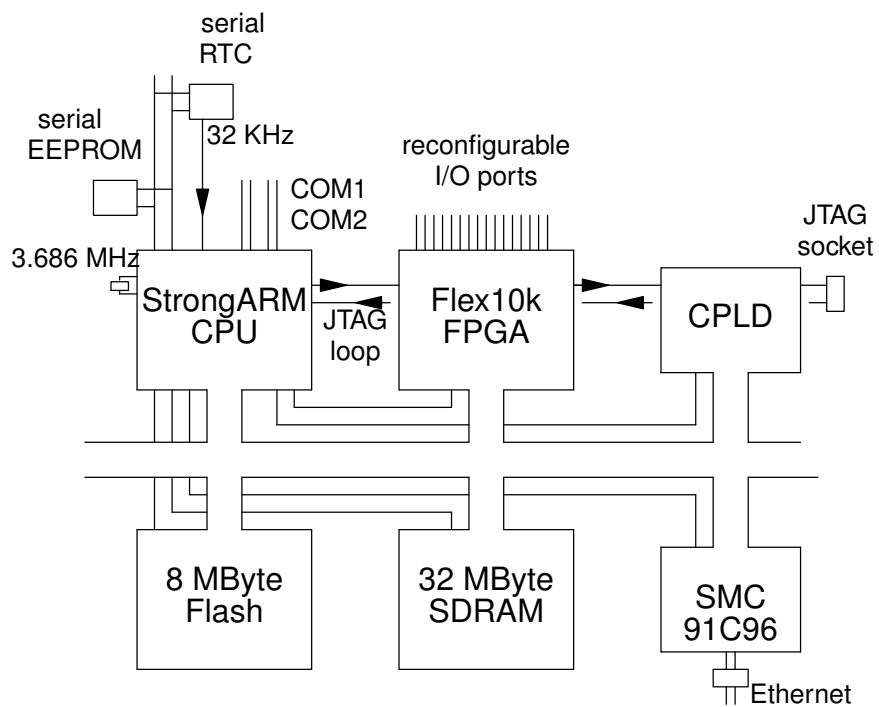 serial
RTC
serial
EEPROM
32 KHz
COM1
COM2
reconfigurable
I/O ports
JTAG
socket
3.686 MHz
StrongARM
CPU
JTAG
loop
Flex10k
FPGA
CPLD
8 MByte
Flash
32 MByte
SDRAM
SMC
91C96
Ethernet